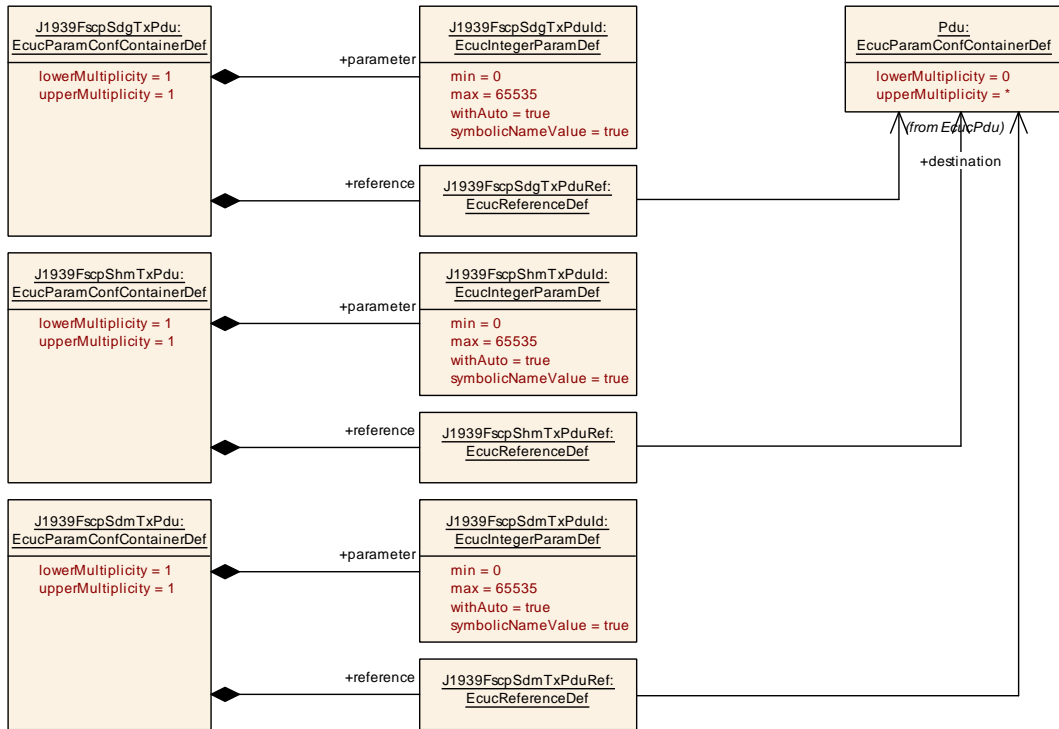 J1939FscpSdgTxPdu:
EcucParamConfContainerDef
lowerMultiplicity = 1
upperMultiplicity = 1
+parameter
J1939FscpSdgTxPduId:
EcucIntegerParamDef
min = 0
max = 65535
withAuto = true
symbolicNameValue = true
Pdu:
EcucParamConfContainerDef
lowerMultiplicity = 0
upperMultiplicity = *
(from EcucPdu)
+destination
+reference
J1939FscpSdgTxPduRef:
EcucReferenceDef
J1939FscpShmTxPdu:
EcucParamConfContainerDef
lowerMultiplicity = 1
upperMultiplicity = 1
+parameter
J1939FscpShmTxPduId:
EcucIntegerParamDef
min = 0
max = 65535
withAuto = true
symbolicNameValue = true
+reference
J1939FscpShmTxPduRef:
EcucReferenceDef
J1939FscpSdmTxPdu:
EcucParamConfContainerDef
lowerMultiplicity = 1
upperMultiplicity = 1
+parameter
J1939FscpSdmTxPduId:
EcucIntegerParamDef
min = 0
max = 65535
withAuto = true
symbolicNameValue = true
+reference
J1939FscpSdmTxPduRef:
EcucReferenceDef